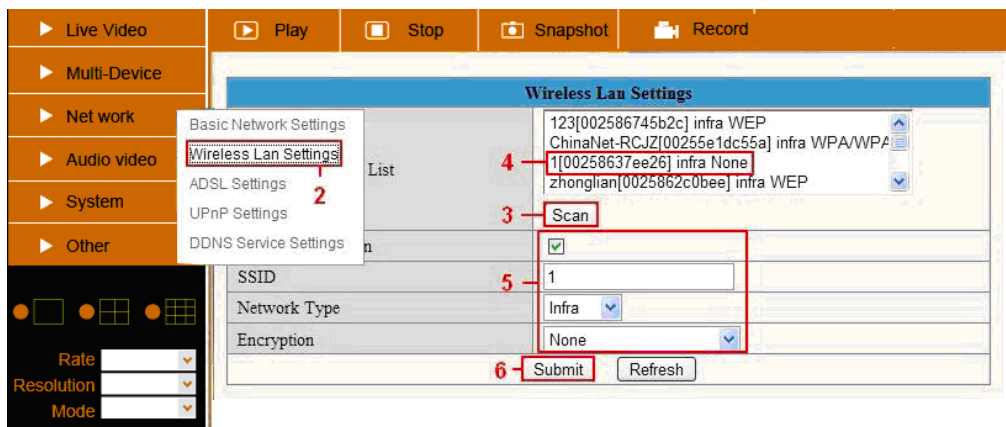 Live Video
Play
Stop
Snapshot
Record
Multi-Device
Wireless Lan Settings
Net work
Basic Network Settings
123[002586745b2c] infra WEP
Wireless Lan Settings
ChinaNet-RCJZ[00255e1dc55a] infra WPA/WPA
Audio video
List
4
1[00258637ee26] infra None
ADSL Settings
2
zhonglian[0025862c0bee] infra WEP
System
UPnP Settings
3
Scan
Other
DDNS Service Settings
n
SSID
5
1
Network Type
Infra
Encryption
None
Rate
6
Submit
Refresh
Resolution
Mode